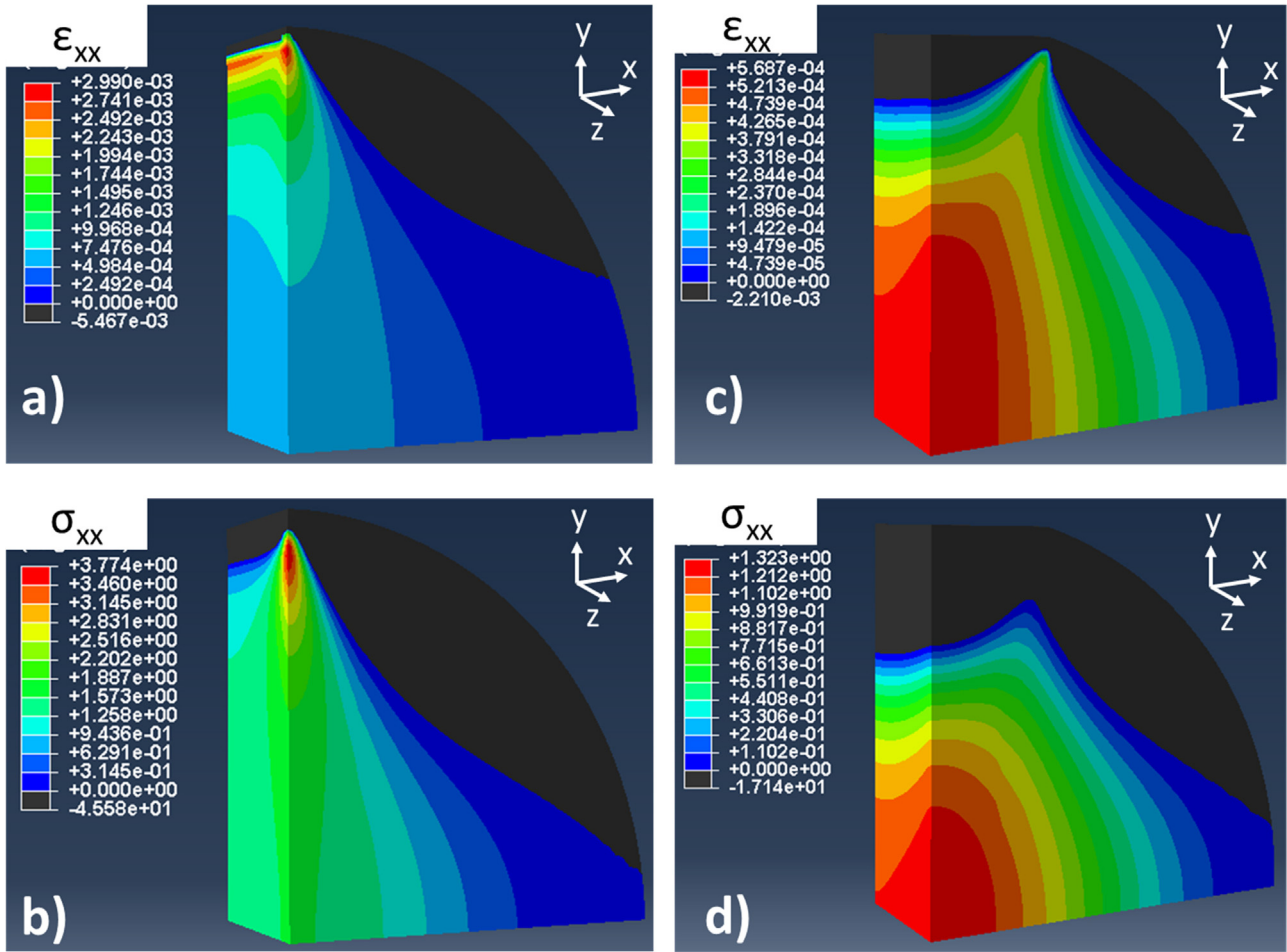 εxx
+2.990e-03
+2.741e-03
+2.492e-03
+2.243e-03
+1.994e-03
+1.744e-03
+1.495e-03
+1.246e-03
+9.968e-04
+7.476e-04
+4.984e-04
+2.492e-04
+0.000e+00
-5.467e-03
y
x
z
a)
εxx
+5.687e-04
+5.213e-04
+4.739e-04
+4.265e-04
+3.791e-04
+3.318e-04
+2.844e-04
+2.370e-04
+1.896e-04
+1.422e-04
+9.479e-05
+4.739e-05
+0.000e+00
-2.210e-03
y
x
z
c)
σxx
+3.774e+00
+3.460e+00
+3.145e+00
+2.831e+00
+2.516e+00
+2.202e+00
+1.887e+00
+1.573e+00
+1.258e+00
+9.436e-01
+6.291e-01
+3.145e-01
+0.000e+00
-4.558e+01
y
x
z
b)
σxx
+1.323e+00
+1.212e+00
+1.102e+00
+9.919e-01
+8.817e-01
+7.715e-01
+6.613e-01
+5.511e-01
+4.408e-01
+3.306e-01
+2.204e-01
+1.102e-01
+0.000e+00
-1.714e+01
y
x
z
d)